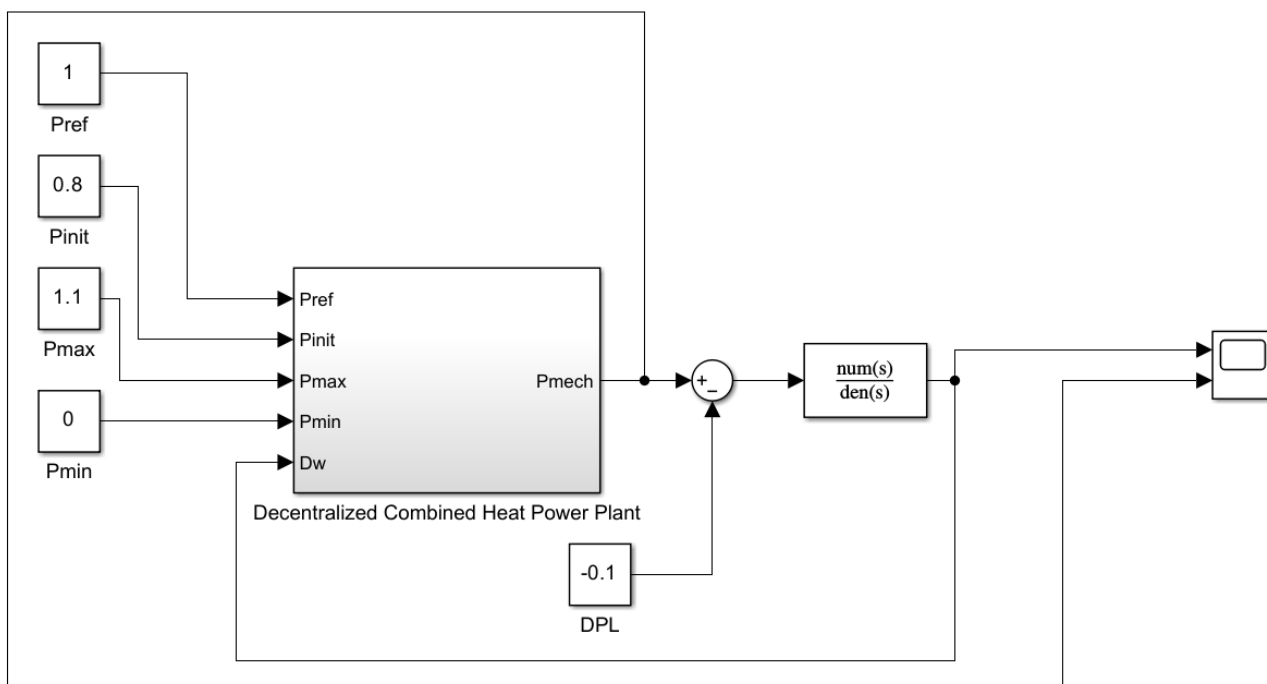 1
Pref
0.8
Pinit
1.1
Pmax
0
Pmin
Pref
Pinit
Pmax
Pmin
Dw
Pmech
Decentralized Combined Heat Power Plant
-0.1
DPL
+
−
num(s)
den(s)